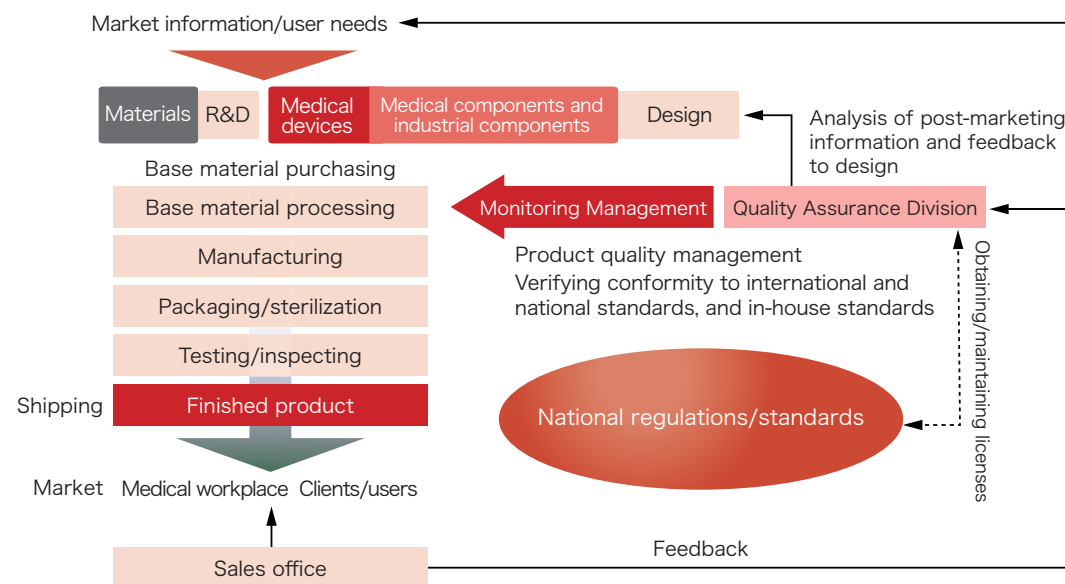 Market information/user needs
Materials
R&D
Medical
devices
Medical components and
industrial components
Design
Analysis of post-marketing
information and feedback
to design
Base material purchasing
Base material processing
Monitoring Management
Quality Assurance Division
Manufacturing
Product quality management
Verifying conformity to international and
national standards, and in-house standards
Obtaining/maintaining licenses
Packaging/sterilization
Testing/inspecting
Shipping
Finished product
National regulations/standards
Market
Medical workplace Clients/users
Sales office
Feedback